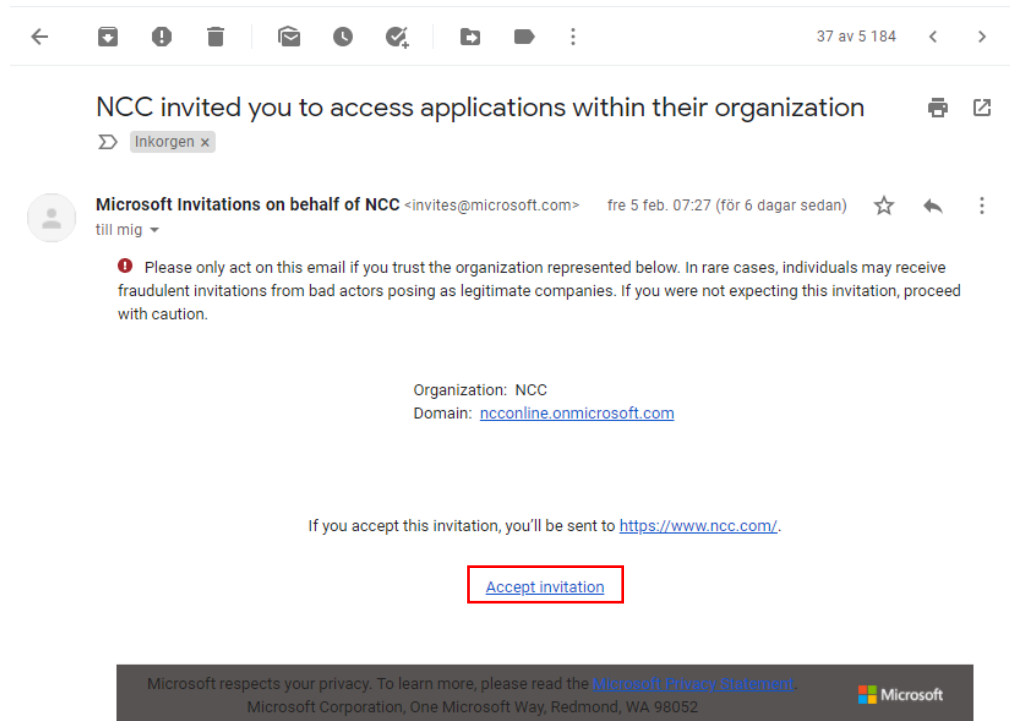 37 av 5 184
NCC invited you to access applications within their organization
Inkorgen x
Microsoft Invitations on behalf of NCC <invites@microsoft.com> fre 5 feb. 07:27 (för 6 dagar sedan)
till mig
Please only act on this email if you trust the organization represented below. In rare cases, individuals may receive
fraudulent invitations from bad actors posing as legitimate companies. If you were not expecting this invitation, proceed
with caution.
Organization: NCC
Domain: ncconline.onmicrosoft.com
If you accept this invitation, you'll be sent to https://www.ncc.com/.
Accept invitation
Microsoft respects your privacy. To learn more, please read the Microsoft Privacy Statement.
Microsoft Corporation, One Microsoft Way, Redmond, WA 98052
Microsoft